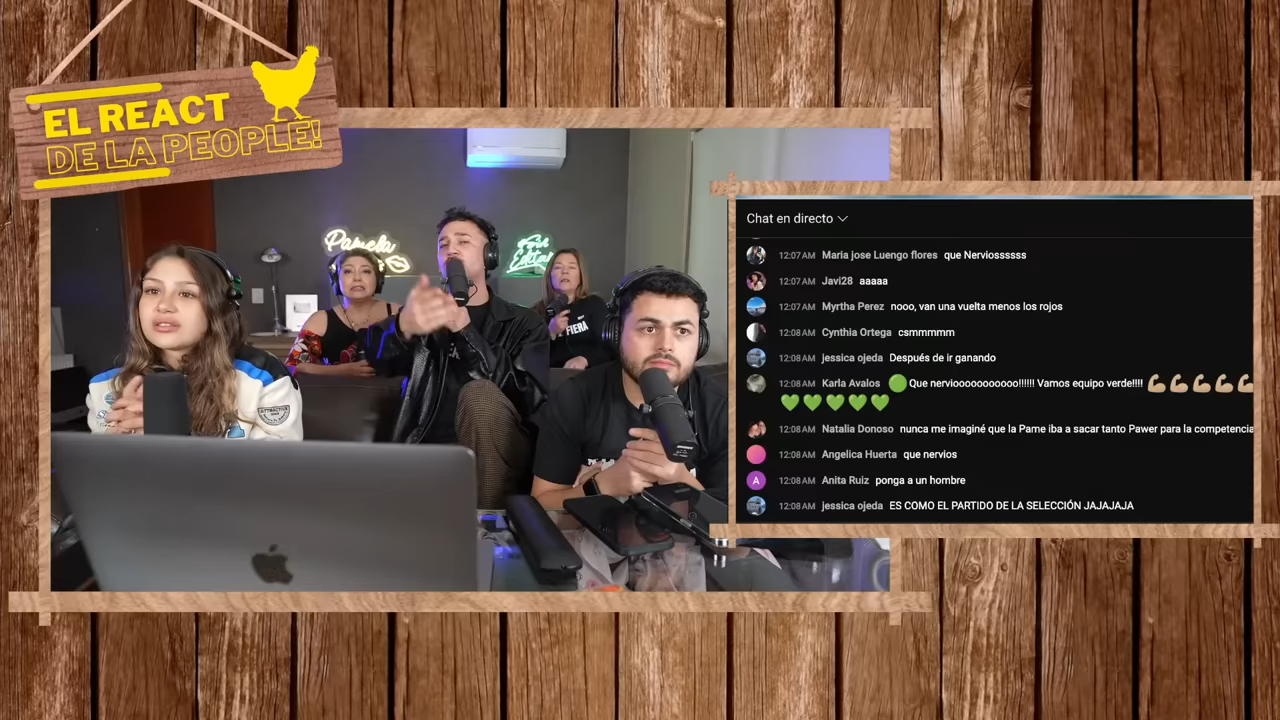 EL REACT
DE LA PEOPLE!
Pamela
Sin
Editar
FIERA
ATTRACTIVE
Chat en directo
12:07AM Maria jose Luengo flores que Nerviosssss
12:07AM Javi28 aaaaa
12:07AM Myrtha Perez nooo, van una vuelta menos los rojos
12:08AM Cynthia Ortega csmmmmm
12:08AM jessica ojeda Después de ir ganando
12:08AM Karla Avalos 🟢Que nerviooooooooooo!!!!!! Vamos equipo verde!!!! 💪🏽💪🏽💪🏽💪🏽💪🏽
💚💚💚💚💚
12:08AM Natalia Donoso nunca me imaginé que la Pame iba a sacar tanto Pawer para la competencia
12:08AM Angelica Huerta que nervios
A 12:08AM Anita Ruiz ponga a un hombre
12:08AM jessica ojeda ES COMO EL PARTIDO DE LA SELECCIÓN JAJAJAJA